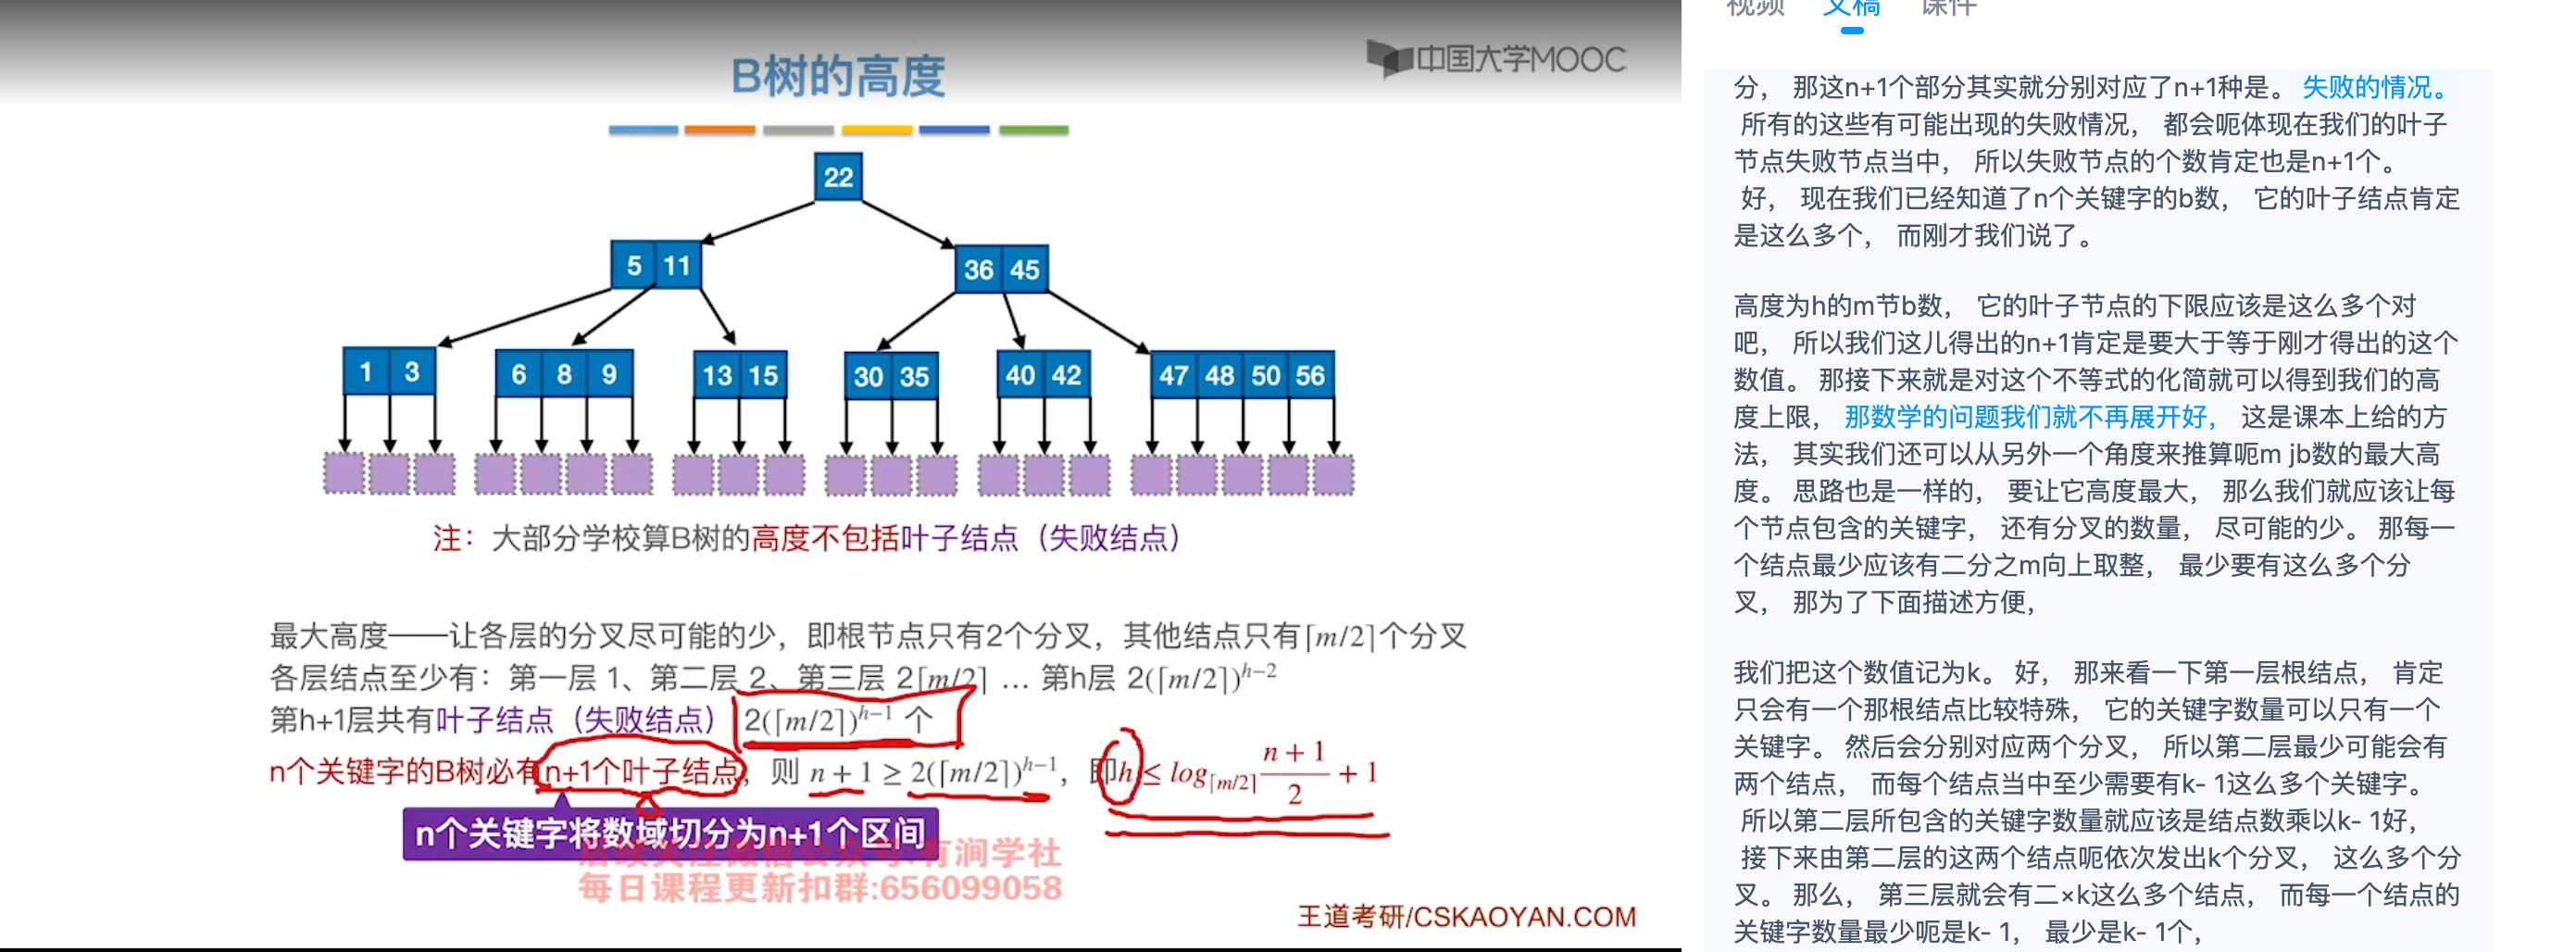 B树的高度
中国大学MOOC
22
5 11
36 45
1 3
6 8 9
13 15
30 35
40 42
47 48 50 56
注：大部分学校算B树的高度不包括叶子结点（失败结点）
最大高度——让各层的分叉尽可能的少，即根节点只有2个分叉，其他结点只有⌈m/2⌉个分叉
各层结点至少有：第一层 1、第二层 2、第三层 2⌈m/2⌉ … 第h层 2(⌈m/2⌉)^{h−2}
第h+1层共有叶子结点（失败结点） 2(⌈m/2⌉)^{h−1} 个
n个关键字的B树必有n+1个叶子结点，则 n + 1 ≥ 2(⌈m/2⌉)^{h−1}，即h ≤ log_{⌈m/2⌉} \frac{n + 1}{2} + 1
n个关键字将数域切分为n+1个区间
每日课程更新扣群:656099058
王道考研/CSKAOYAN.COM
视频 文稿 课件
分， 那这n+1个部分其实就分别对应了n+1种是。 失败的情况。
所有的这些有可能出现的失败情况， 都会呃体现在我们的叶子
节点失败节点当中， 所以失败节点的个数肯定也是n+1个。
好， 现在我们已经知道了n个关键字的b数， 它的叶子结点肯定
是这么多个， 而刚才我们说了。
高度为h的m节b数， 它的叶子节点的下限应该是这么多个对
吧， 所以我们这儿得出的n+1肯定是要大于等于刚才得出的这个
数值。 那接下来就是对这个不等式的化简就可以得到我们的高
度上限， 那数学的问题我们就不再展开好， 这是课本上给的方
法， 其实我们还可以从另外一个角度来推算呃m jb数的最大高
度。 思路也是一样的， 要让它高度最大， 那么我们就应该让每
个节点包含的关键字， 还有分叉的数量， 尽可能的少。 那每一
个结点最少应该有二分之m向上取整， 最少要有这么多个分
叉， 那为了下面描述方便，
我们把这个数值记为k。 好， 那来看一下第一层根结点， 肯定
只会有一个那根结点比较特殊， 它的关键字数量可以只有一个
关键字。 然后会分别对应两个分叉， 所以第二层最少可能会有
两个结点， 而每个结点当中至少需要有k- 1这么多个关键字。
所以第二层所包含的关键字数量就应该是结点数乘以k- 1好，
接下来由第二层的这两个结点呃依次发出k个分叉， 这么多个分
叉。 那么， 第三层就会有二×k这么多个结点， 而每一个结点的
关键字数量最少呃是k- 1， 最少是k- 1个，